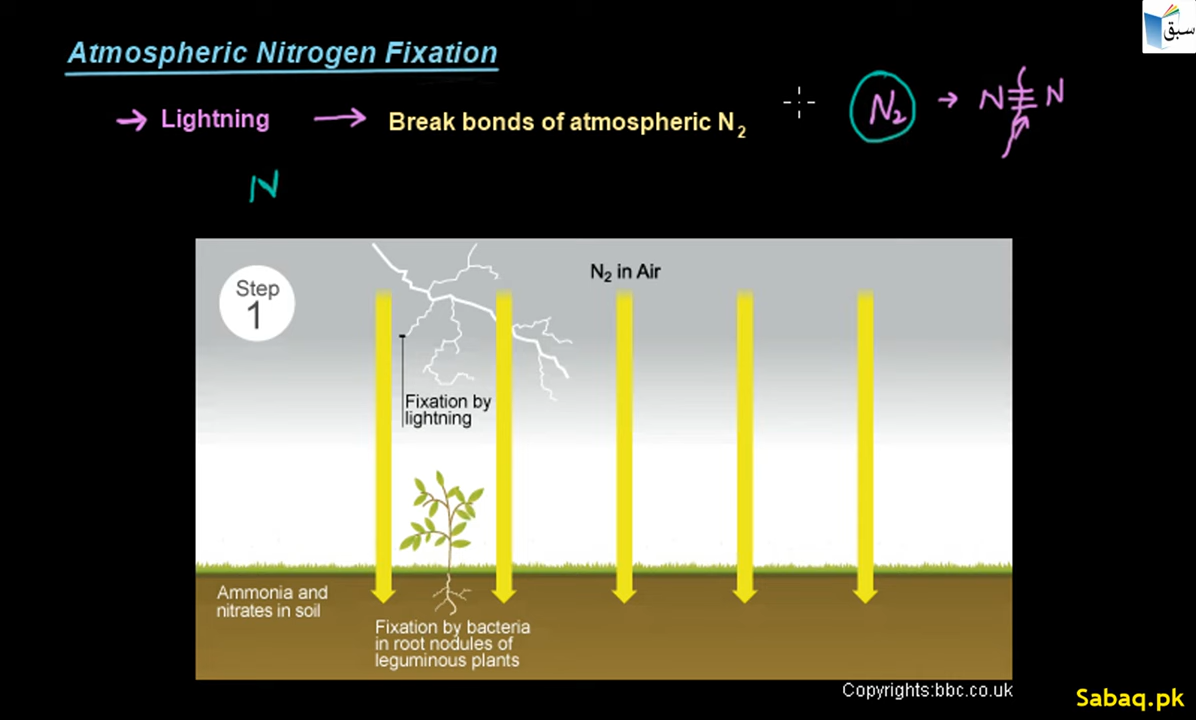 سبق
Atmospheric Nitrogen Fixation
N₂ → N≡N
→ Lightning → Break bonds of atmospheric N₂
N
N₂ in Air
Step
1
Fixation by
lightning
Ammonia and
nitrates in soil
Fixation by bacteria
in root nodules of
leguminous plants
Copyrights:bbc.co.uk
Sabaq.pk